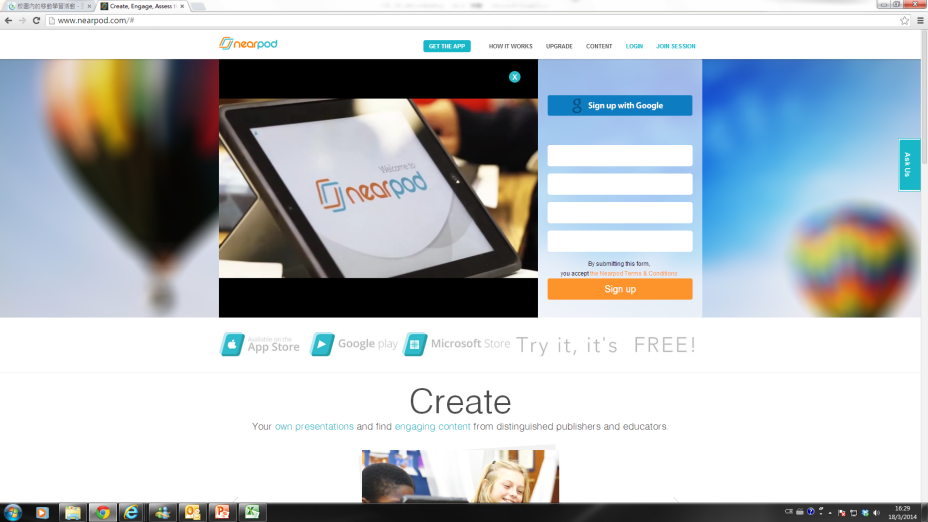 Create, Engage, Assess
www.nearpod.com/#
nearpod
GET THE APP
HOW IT WORKS
UPGRADE
CONTENT
LOGIN
JOIN SESSION
X
Welcome to
nearpod
g Sign up with Google
By submitting this form,
you accept the Nearpod Terms & Conditions
Sign up
Ask Us
Available on the
App Store
Google play
Microsoft Store
Try it, it's FREE!
Create
Your own presentations and find engaging content from distinguished publishers and educators.
16:29
18/3/2014